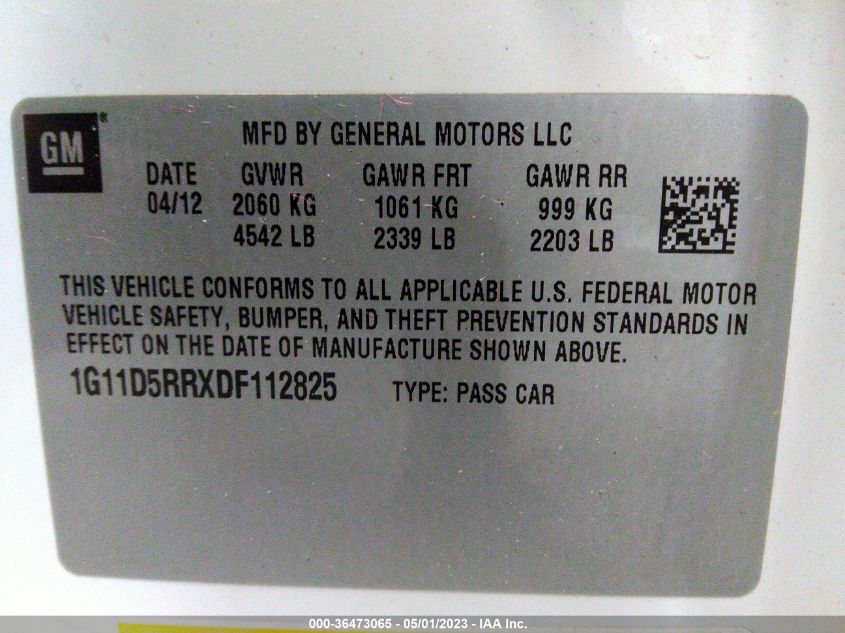 GM®
MFD BY GENERAL MOTORS LLC
DATE GVWR GAWR FRT GAWR RR
04/12 2060 KG 1061 KG 999 KG
4542 LB 2339 LB 2203 LB
THIS VEHICLE CONFORMS TO ALL APPLICABLE U.S. FEDERAL MOTOR
VEHICLE SAFETY, BUMPER, AND THEFT PREVENTION STANDARDS IN
EFFECT ON THE DATE OF MANUFACTURE SHOWN ABOVE.
1G11D5RRXDF112825 TYPE: PASS CAR
000-36473065 - 05/01/2023 - IAA Inc.